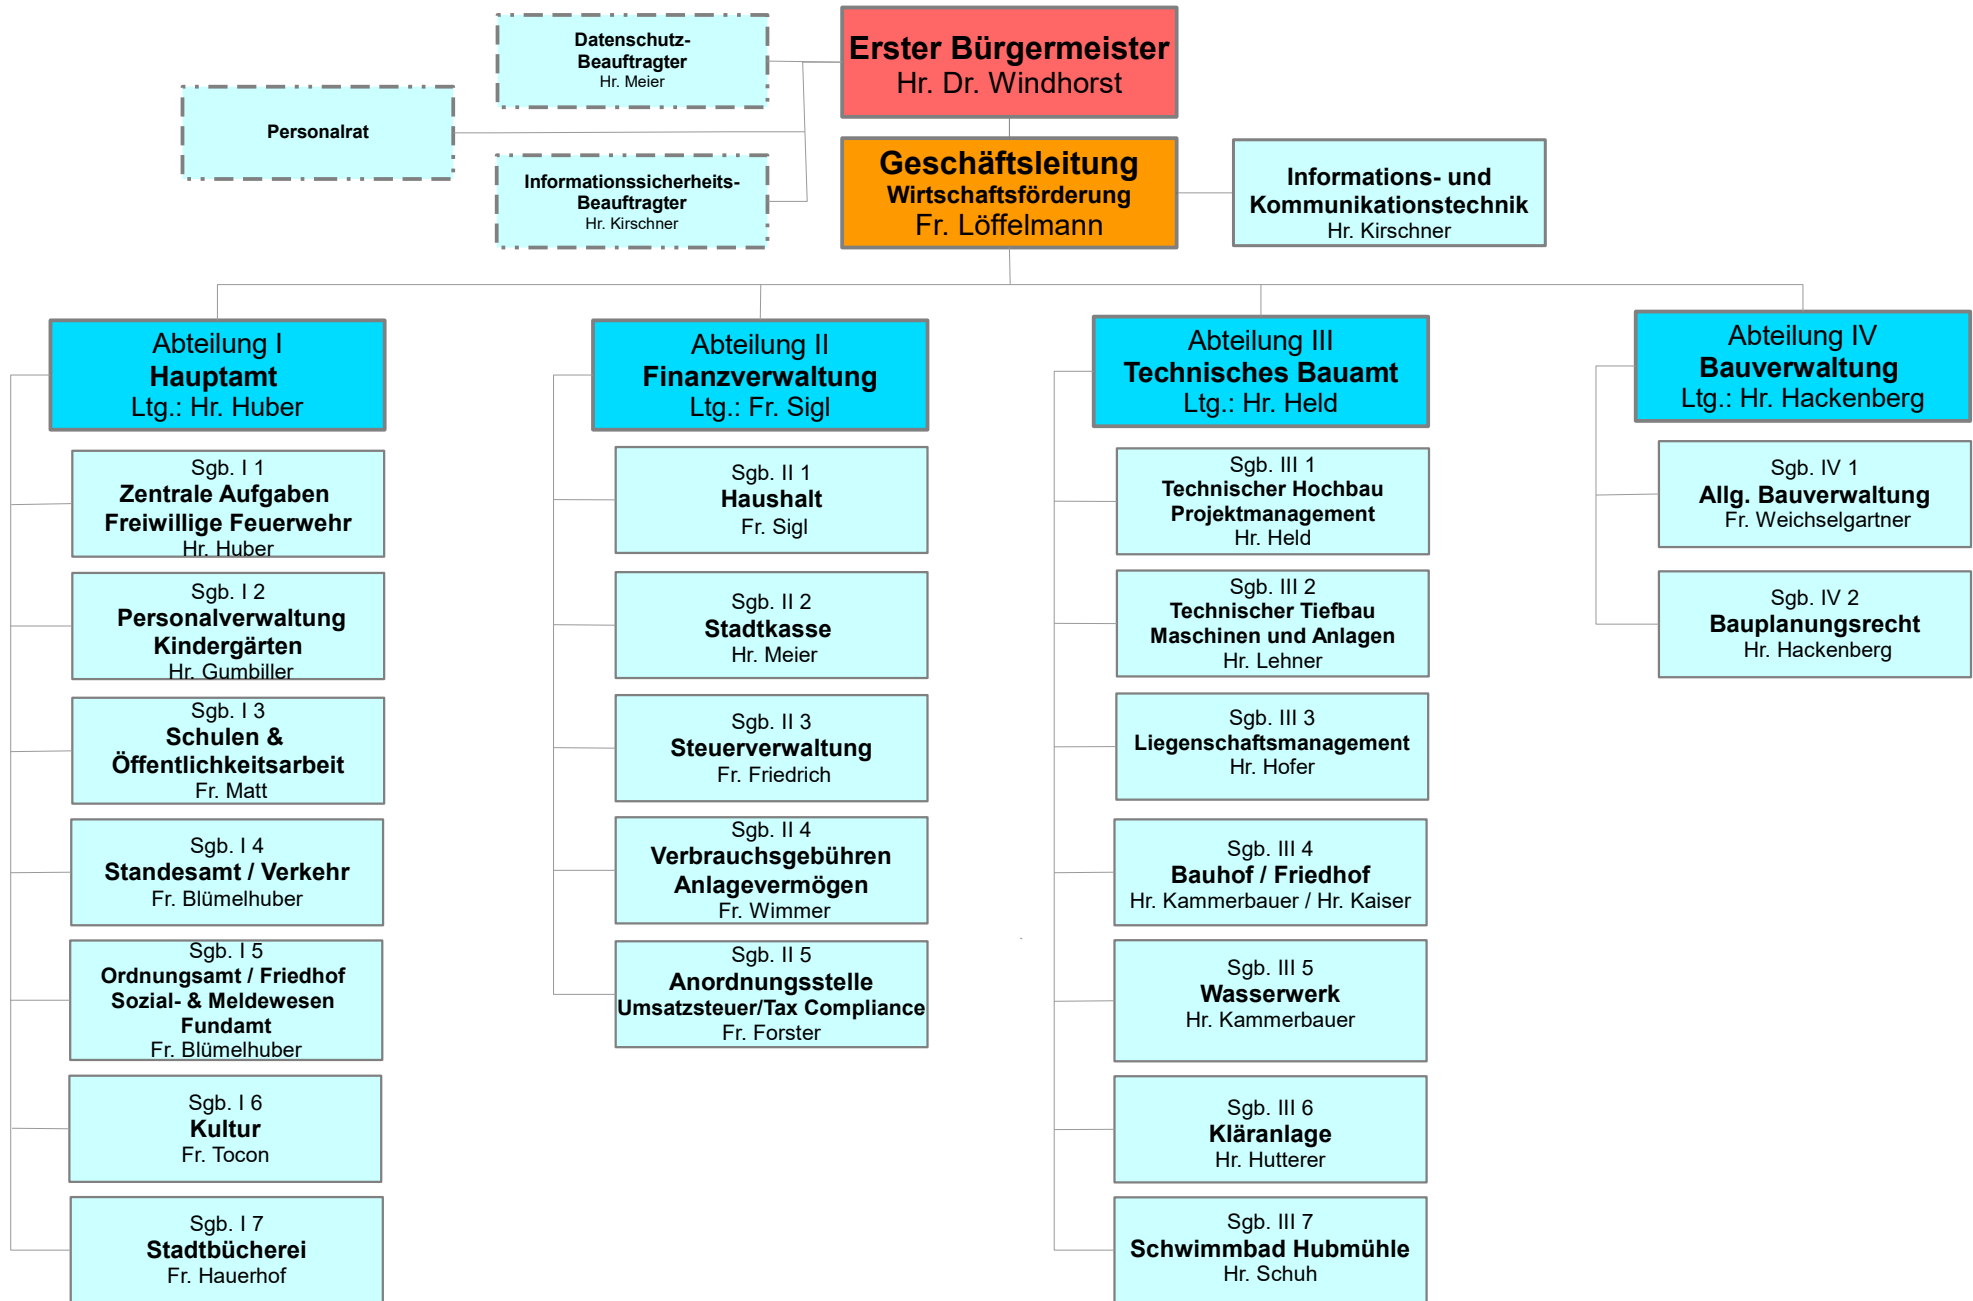 Datenschutz-
Beauftragter
Hr. Meier
Erster Bürgermeister
Hr. Dr. Windhorst
Personalrat
Informationssicherheits-
Beauftragter
Hr. Kirschner
Geschäftsleitung
Wirtschaftsförderung
Fr. Löffelmann
Informations- und
Kommunikationstechnik
Hr. Kirschner
Abteilung I
Hauptamt
Ltg.: Hr. Huber
Sgb. I 1
Zentrale Aufgaben
Freiwillige Feuerwehr
Hr. Huber
Sgb. I 2
Personalverwaltung
Kindergärten
Hr. Gumbiller
Sgb. I 3
Schulen &
Öffentlichkeitsarbeit
Fr. Matt
Sgb. I 4
Standesamt / Verkehr
Fr. Blümelhuber
Sgb. I 5
Ordnungsamt / Friedhof
Sozial- & Meldewesen
Fundamt
Fr. Blümelhuber
Sgb. I 6
Kultur
Fr. Tocon
Sgb. I 7
Stadtbücherei
Fr. Hauerhof
Abteilung II
Finanzverwaltung
Ltg.: Fr. Sigl
Sgb. II 1
Haushalt
Fr. Sigl
Sgb. II 2
Stadtkasse
Hr. Meier
Sgb. II 3
Steuerverwaltung
Fr. Friedrich
Sgb. II 4
Verbrauchsgebühren
Anlagevermögen
Fr. Wimmer
Sgb. II 5
Anordnungsstelle
Umsatzsteuer/Tax Compliance
Fr. Forster
Abteilung III
Technisches Bauamt
Ltg.: Hr. Held
Sgb. III 1
Technischer Hochbau
Projektmanagement
Hr. Held
Sgb. III 2
Technischer Tiefbau
Maschinen und Anlagen
Hr. Lehner
Sgb. III 3
Liegenschaftsmanagement
Hr. Hofer
Sgb. III 4
Bauhof / Friedhof
Hr. Kammerbauer / Hr. Kaiser
Sgb. III 5
Wasserwerk
Hr. Kammerbauer
Sgb. III 6
Kläranlage
Hr. Hutterer
Sgb. III 7
Schwimmbad Hubmühle
Hr. Schuh
Abteilung IV
Bauverwaltung
Ltg.: Hr. Hackenberg
Sgb. IV 1
Allg. Bauverwaltung
Fr. Weichselgartner
Sgb. IV 2
Bauplanungsrecht
Hr. Hackenberg